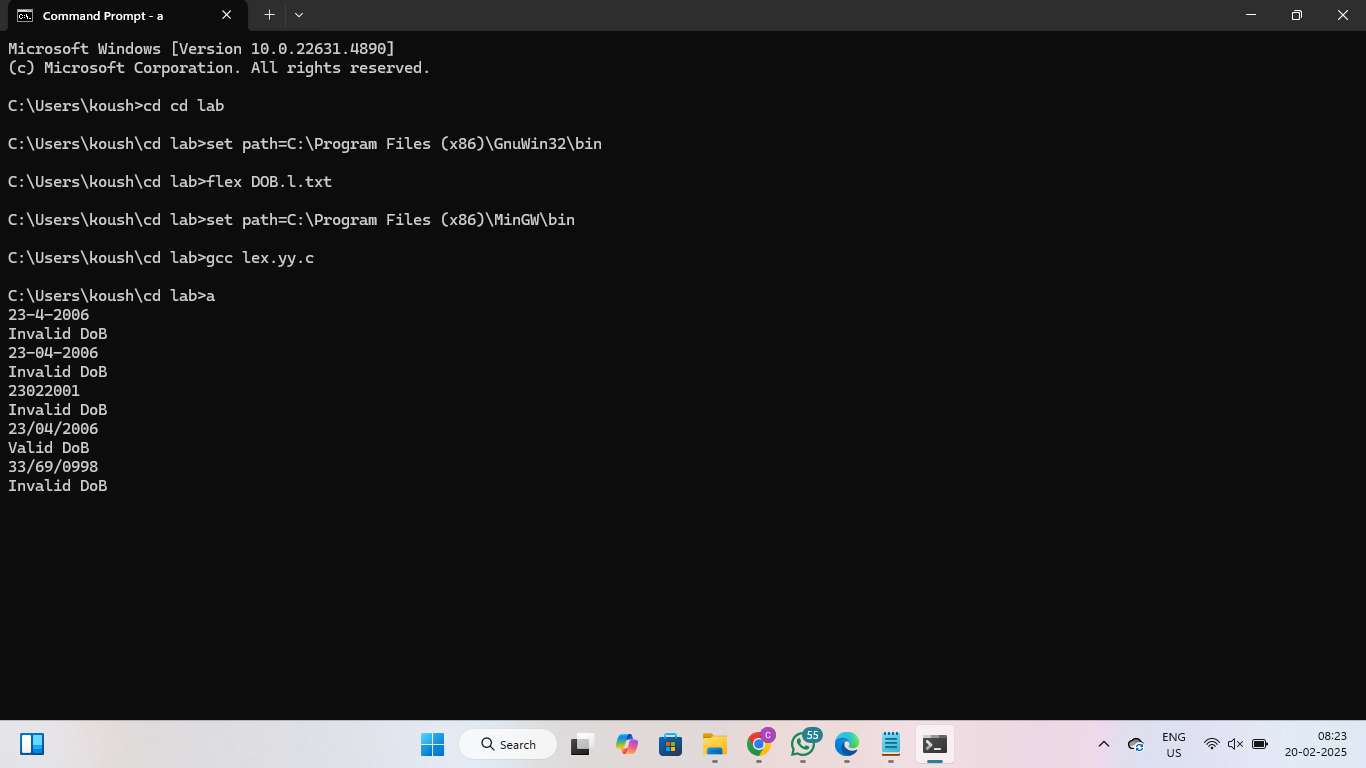 Command Prompt - a
Microsoft Windows [Version 10.0.22631.4890]
(c) Microsoft Corporation. All rights reserved.
C:\Users\koush>cd cd lab
C:\Users\koush\cd lab>set path=C:\Program Files (x86)\GnuWin32\bin
C:\Users\koush\cd lab>flex DOB.l.txt
C:\Users\koush\cd lab>set path=C:\Program Files (x86)\MinGW\bin
C:\Users\koush\cd lab>gcc lex.yy.c
C:\Users\koush\cd lab>a
23-4-2006
Invalid DoB
23-04-2006
Invalid DoB
23022001
Invalid DoB
23/04/2006
Valid DoB
33/69/0998
Invalid DoB
Search
C
55
ENG
US
08:23
20-02-2025